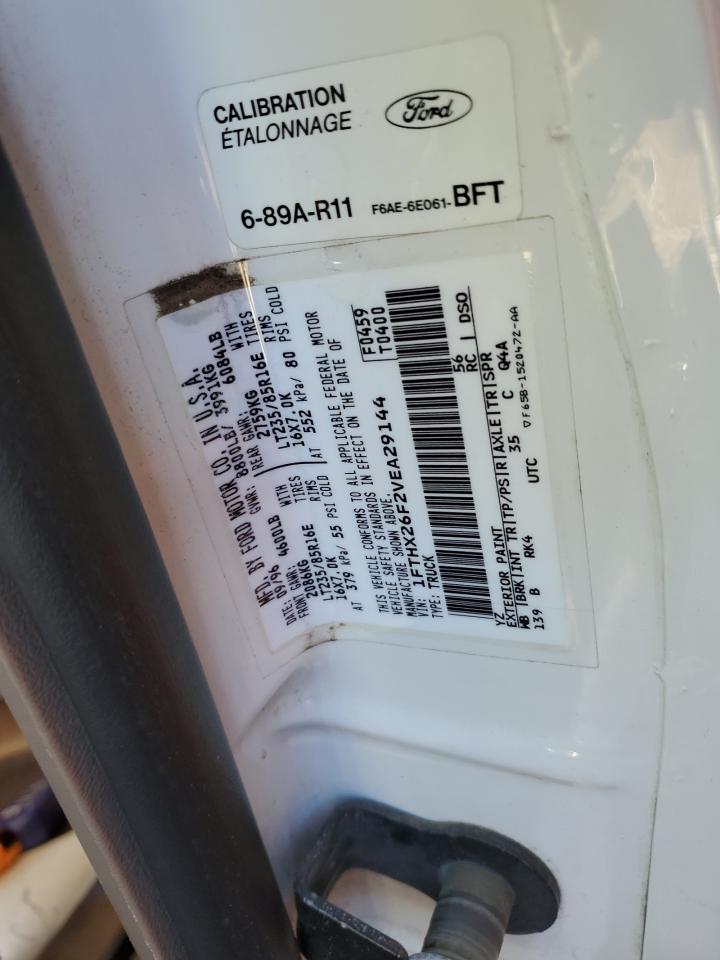 CALIBRATION
ÉTALONNAGE
Ford
6-89A-R11 F6AE-6E061-BFT
MFD. BY FORD MOTOR CO. IN U.S.A.
DATE: 09/96 GVWR: 8800LB/ 3991KG
FRONT GAWR: 4600LB REAR GAWR: 6084LB
2086KG WITH 2759KG WITH
LT235/85R16E TIRES LT235/85R16E TIRES
16X7.0K RIMS 16X7.0K RIMS
AT 379 kPa/ 55 PSI COLD AT 552 kPa/ 80 PSI COLD
THIS VEHICLE CONFORMS TO ALL APPLICABLE FEDERAL MOTOR
VEHICLE SAFETY STANDARDS IN EFFECT ON THE DATE OF
MANUFACTURE SHOWN ABOVE.
VIN: 1FTHX26F2VEA29144 F0459
TYPE: TRUCK T0400
56
YZ RC DSO
EXTERIOR PAINT
WB BRK INT TR TP/PS R AXLE TR SPR
139 B RK4 35 C Q4A
UTC ▽F65B-1520472-AA